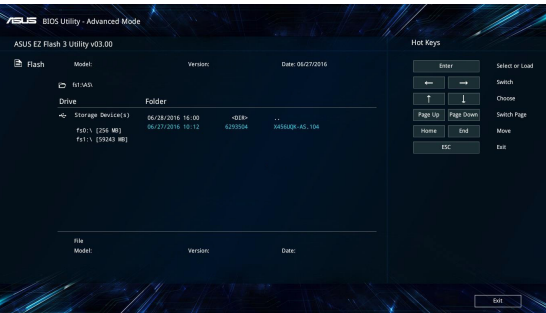 ASUS BIOS Utility - Advanced Mode
ASUS EZ Flash 3 Utility v03.00
Hot Keys
Flash Model: Version: Date: 06/27/2016
Enter Select or Load
fs1:\AS\
← → Switch
Drive Folder
↑ ↓ Choose
Storage Device(s) 06/28/2016 16:00 <DIR> ..
Page Up Page Down Switch Page
fs0:\ [256 MB] 06/27/2016 10:12 6293504 X456UQK-AS.104
fs1:\ [59243 MB]
Home End Move
ESC Exit
File
Model: Version: Date:
Exit